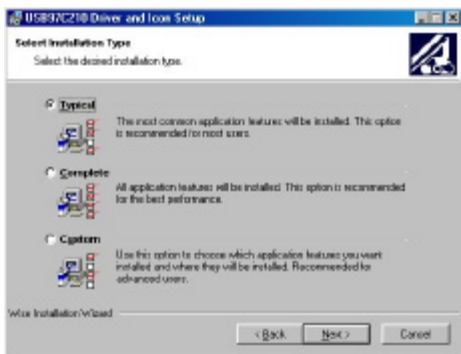 USB97C210 Driver and Icon Setup
Select Installation Type
Select the desired installation type.
Typical
The most common application features will be installed. This option
is recommended for most users.
Complete
All application features will be installed. This option is recommended
for the best performance.
Custom
Use this option to choose which application features you want
installed and where they will be installed. Recommended for
advanced users.
Wise Installation Wizard
< Back
Next >
Cancel